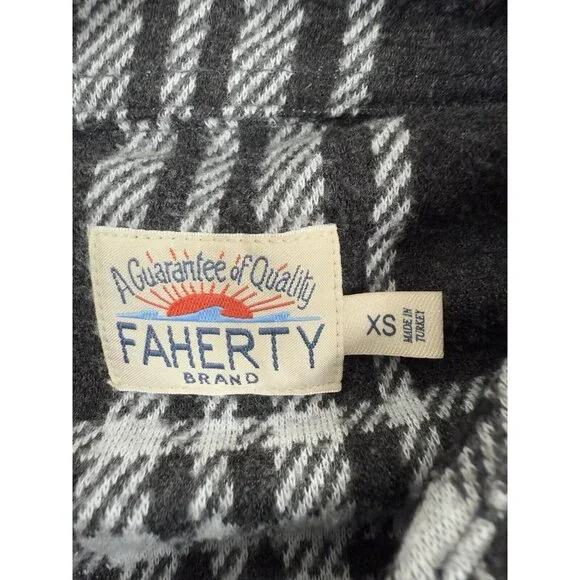 A Guarantee of Quality
FAHERTY
BRAND
XS
MADE IN
TURKEY